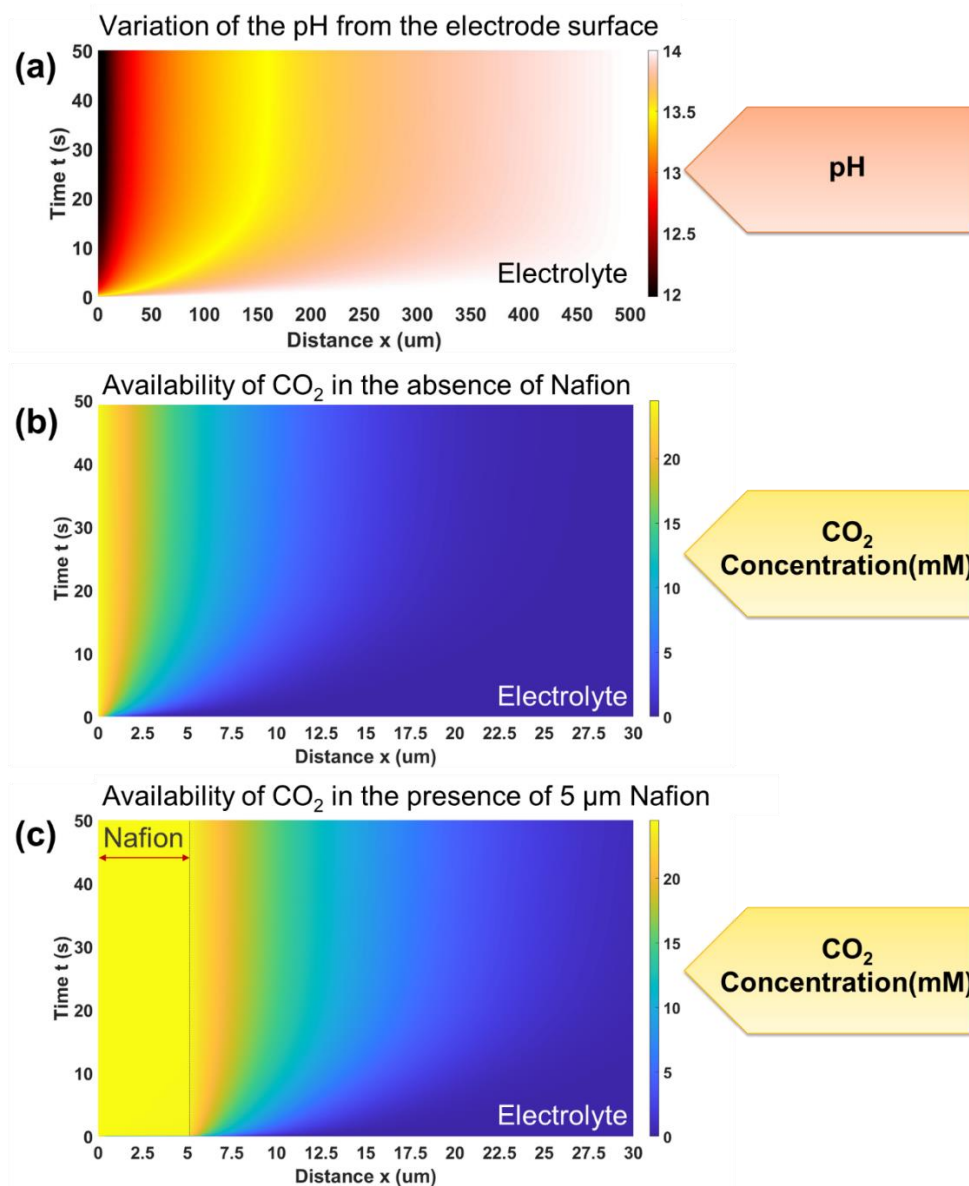 Variation of the pH from the electrode surface
(a)
50
40
30
20
10
0
Time t (s)
Electrolyte
0 50 100 150 200 250 300 350 400 450 500
Distance x (um)
14
13.5
13
12.5
12
pH
Availability of CO₂ in the absence of Nafion
(b)
50
40
30
20
10
0
Time t (s)
Electrolyte
0 2.5 5 7.5 10 12.5 15 17.5 20 22.5 25 27.5 30
Distance x (um)
20
15
10
5
0
CO₂
Concentration(mM)
Availability of CO₂ in the presence of 5 µm Nafion
(c)
Nafion
50
40
30
20
10
0
Time t (s)
Electrolyte
0 2.5 5 7.5 10 12.5 15 17.5 20 22.5 25 27.5 30
Distance x (um)
20
15
10
5
0
CO₂
Concentration(mM)